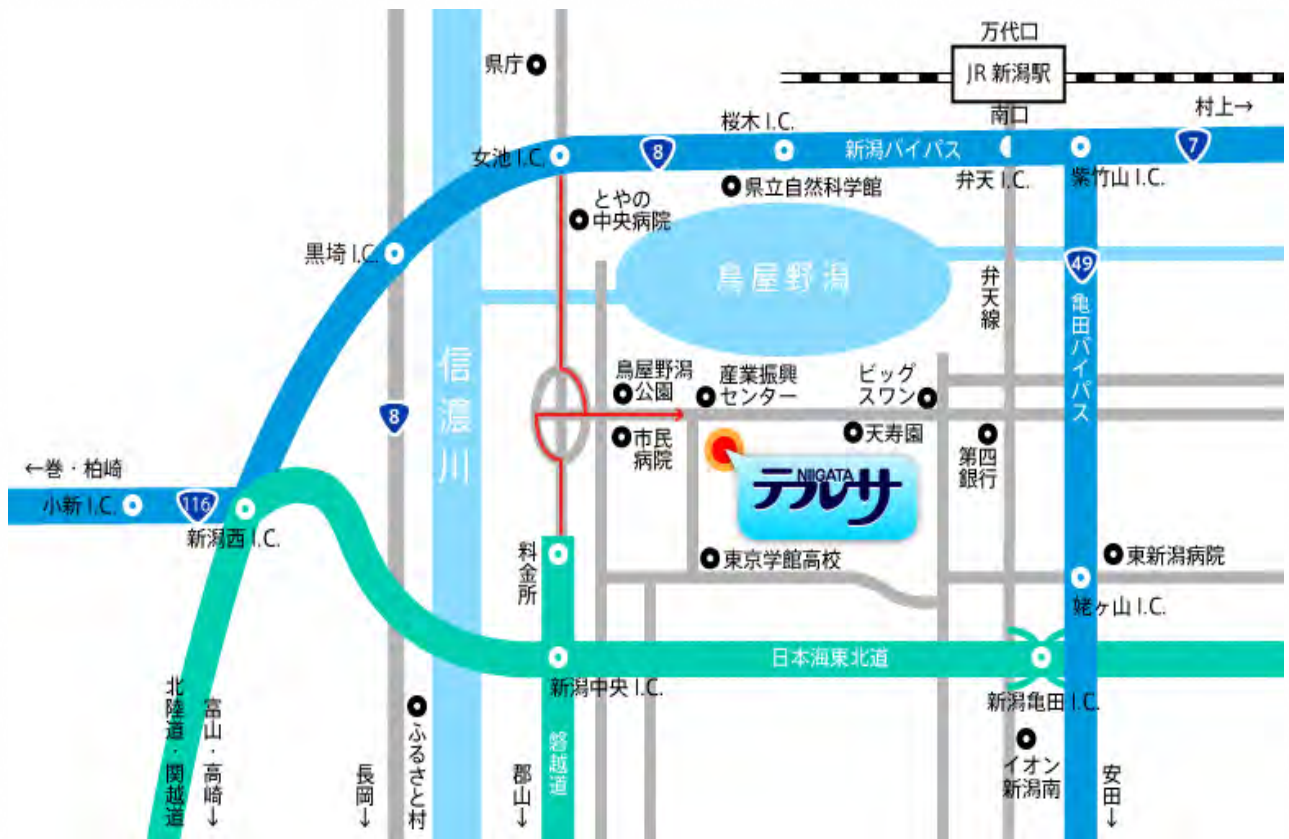 万代口
県庁
JR 新潟駅
南口
村上→
桜木 I.C.
女池 I.C.
8
新潟バイパス
7
弁天 I.C.
紫竹山 I.C.
県立自然科学館
とやの
中央病院
黒埼 I.C.
鳥屋野潟
49
弁天線
亀田バイパス
信濃川
鳥屋野潟
公園
産業振興
センター
ビッグ
スワン
8
市民
病院
天寿園
第四
銀行
←巻・柏崎
小新 I.C.
116
新潟西 I.C.
NIIGATA
テルサ
料金所
東京学館高校
東新潟病院
姥ヶ山 I.C.
日本海東北道
新潟中央 I.C.
新潟亀田 I.C.
北陸道・関越道
富山・高崎→
長岡→
ふるさと村
郡山→
磐越道
イオン
新潟南
安田→